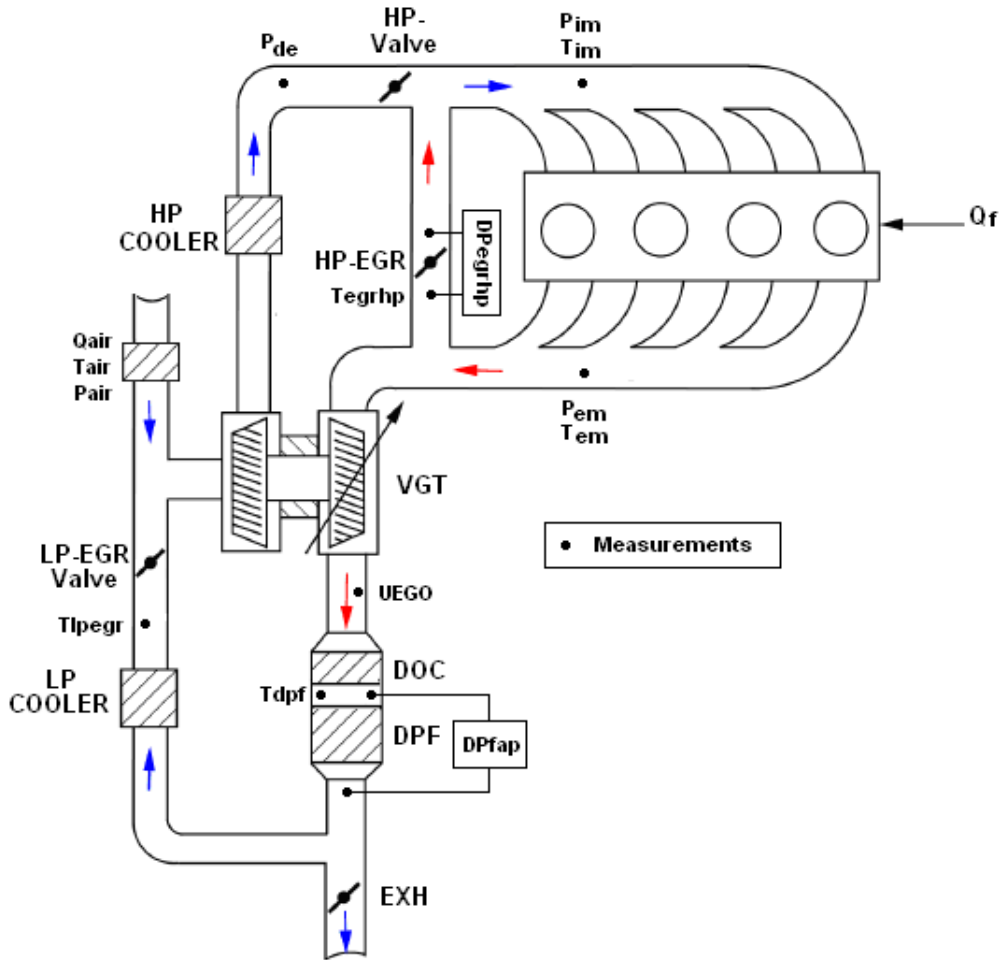 HP-
Valve
Pde
Pim
Tim
HP
COOLER
DPegrhp
Qf
HP-EGR
Tegrhp
Qair
Tair
Pair
Pem
Tem
VGT
Measurements
LP-EGR
Valve
UEGO
Tlpegr
DOC
LP
COOLER
Tdpf
DPF
DPfap
EXH